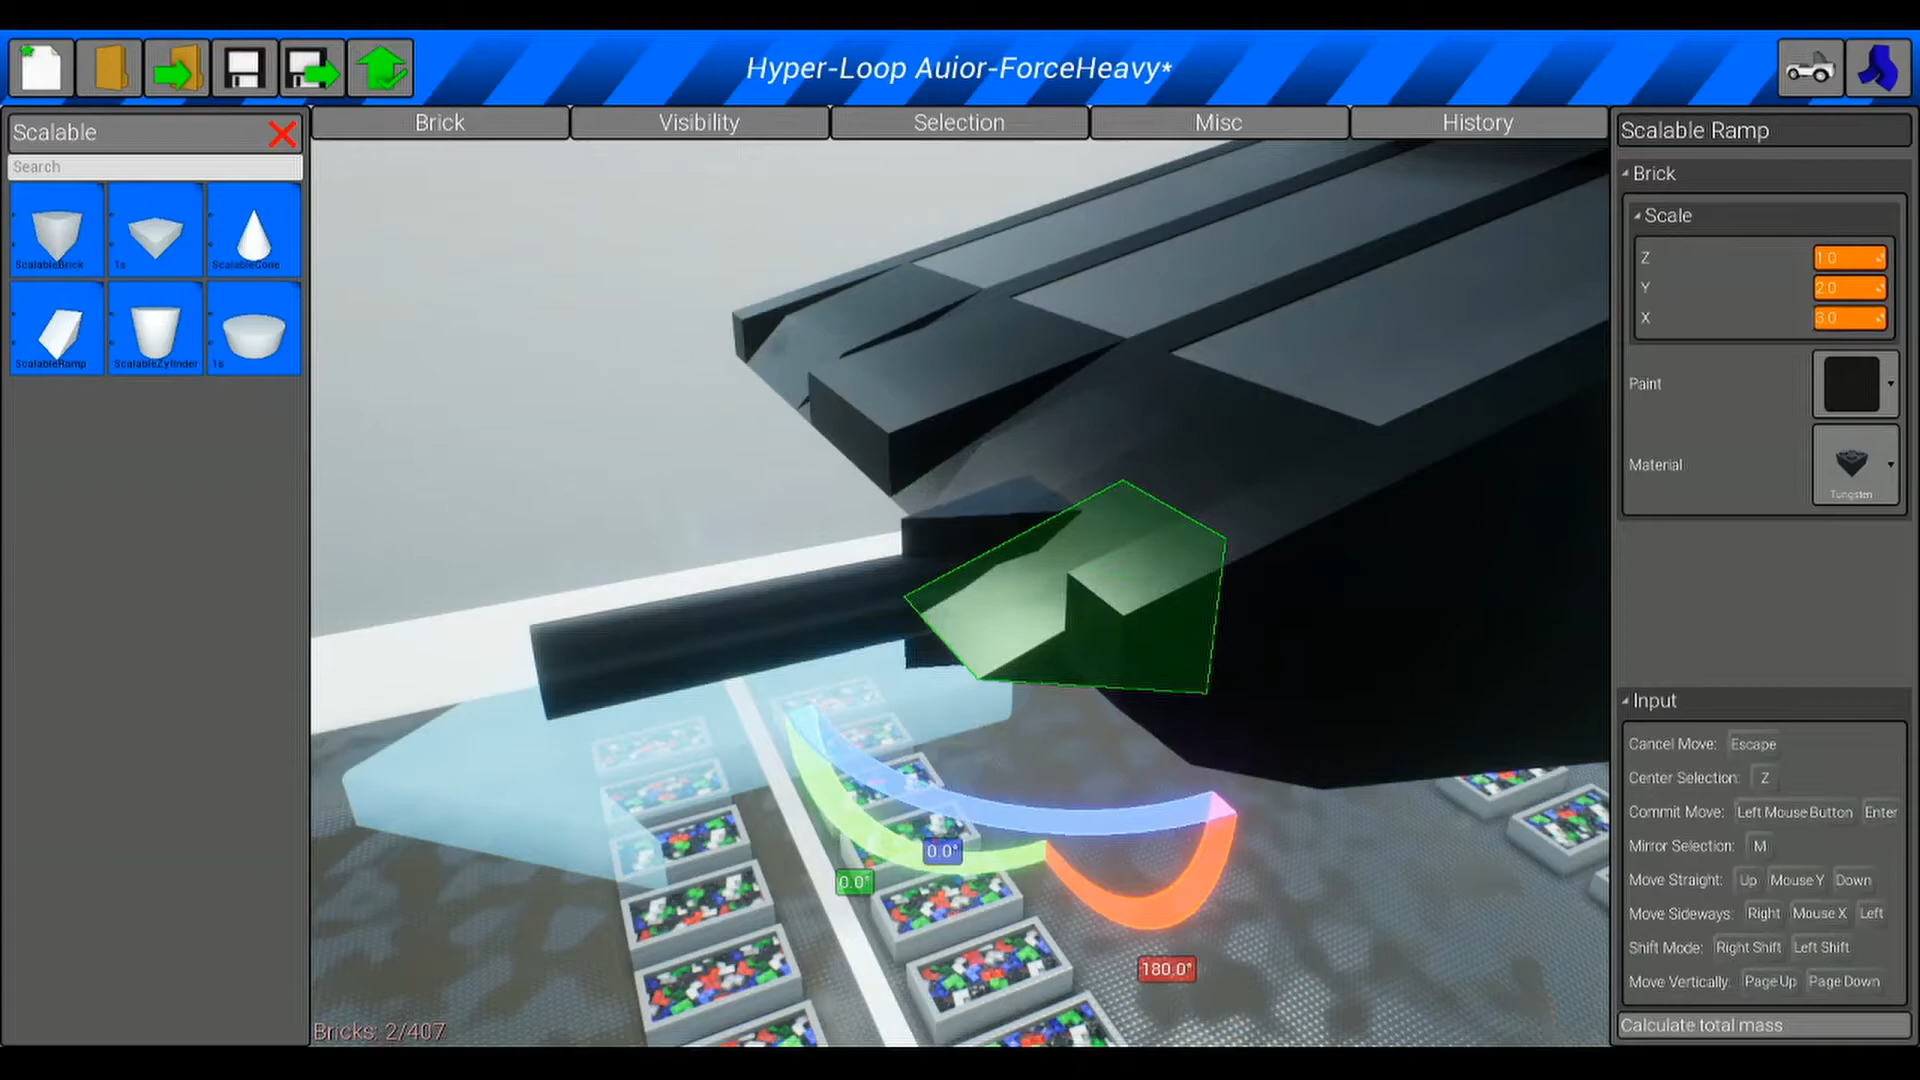 Hyper-Loop Auior-ForceHeavy*
Scalable
Search
ScalableBrick
1s
ScalableCone
ScalableRamp
ScalableZylinder
1s
Brick
Visibility
Selection
Misc
History
Scalable Ramp
Brick
Scale
Z
1.0
Y
2.0
X
3.0
Paint
Material
Tungsten
0.0°
0.0°
180.0°
Bricks: 2/407
Input
Cancel Move: Escape
Center Selection: Z
Commit Move: Left Mouse Button Enter
Mirror Selection: M
Move Straight: Up Mouse Y Down
Move Sideways: Right Mouse X Left
Shift Mode: Right Shift Left Shift
Move Vertically: Page Up Page Down
Calculate total mass